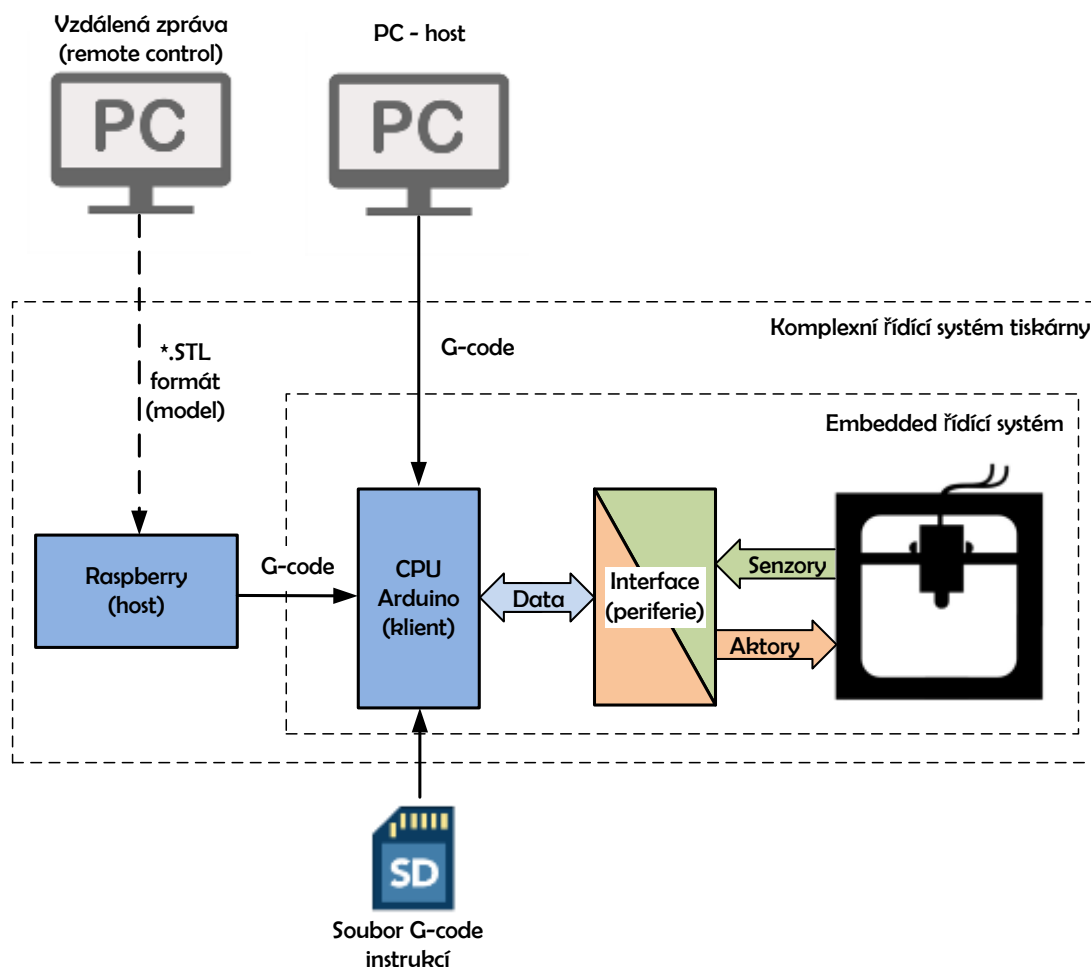 Vzdálená zpráva
(remote control)
PC - host
PC
PC
Komplexní řídící systém tiskárny
*.STL
formát
(model)
G-code
Embedded řídící systém
Raspberry
(host)
G-code
CPU
Arduino
(klient)
Data
Interface
(periferie)
Senzory
Aktory
SD
Soubor G-code
instrukcí